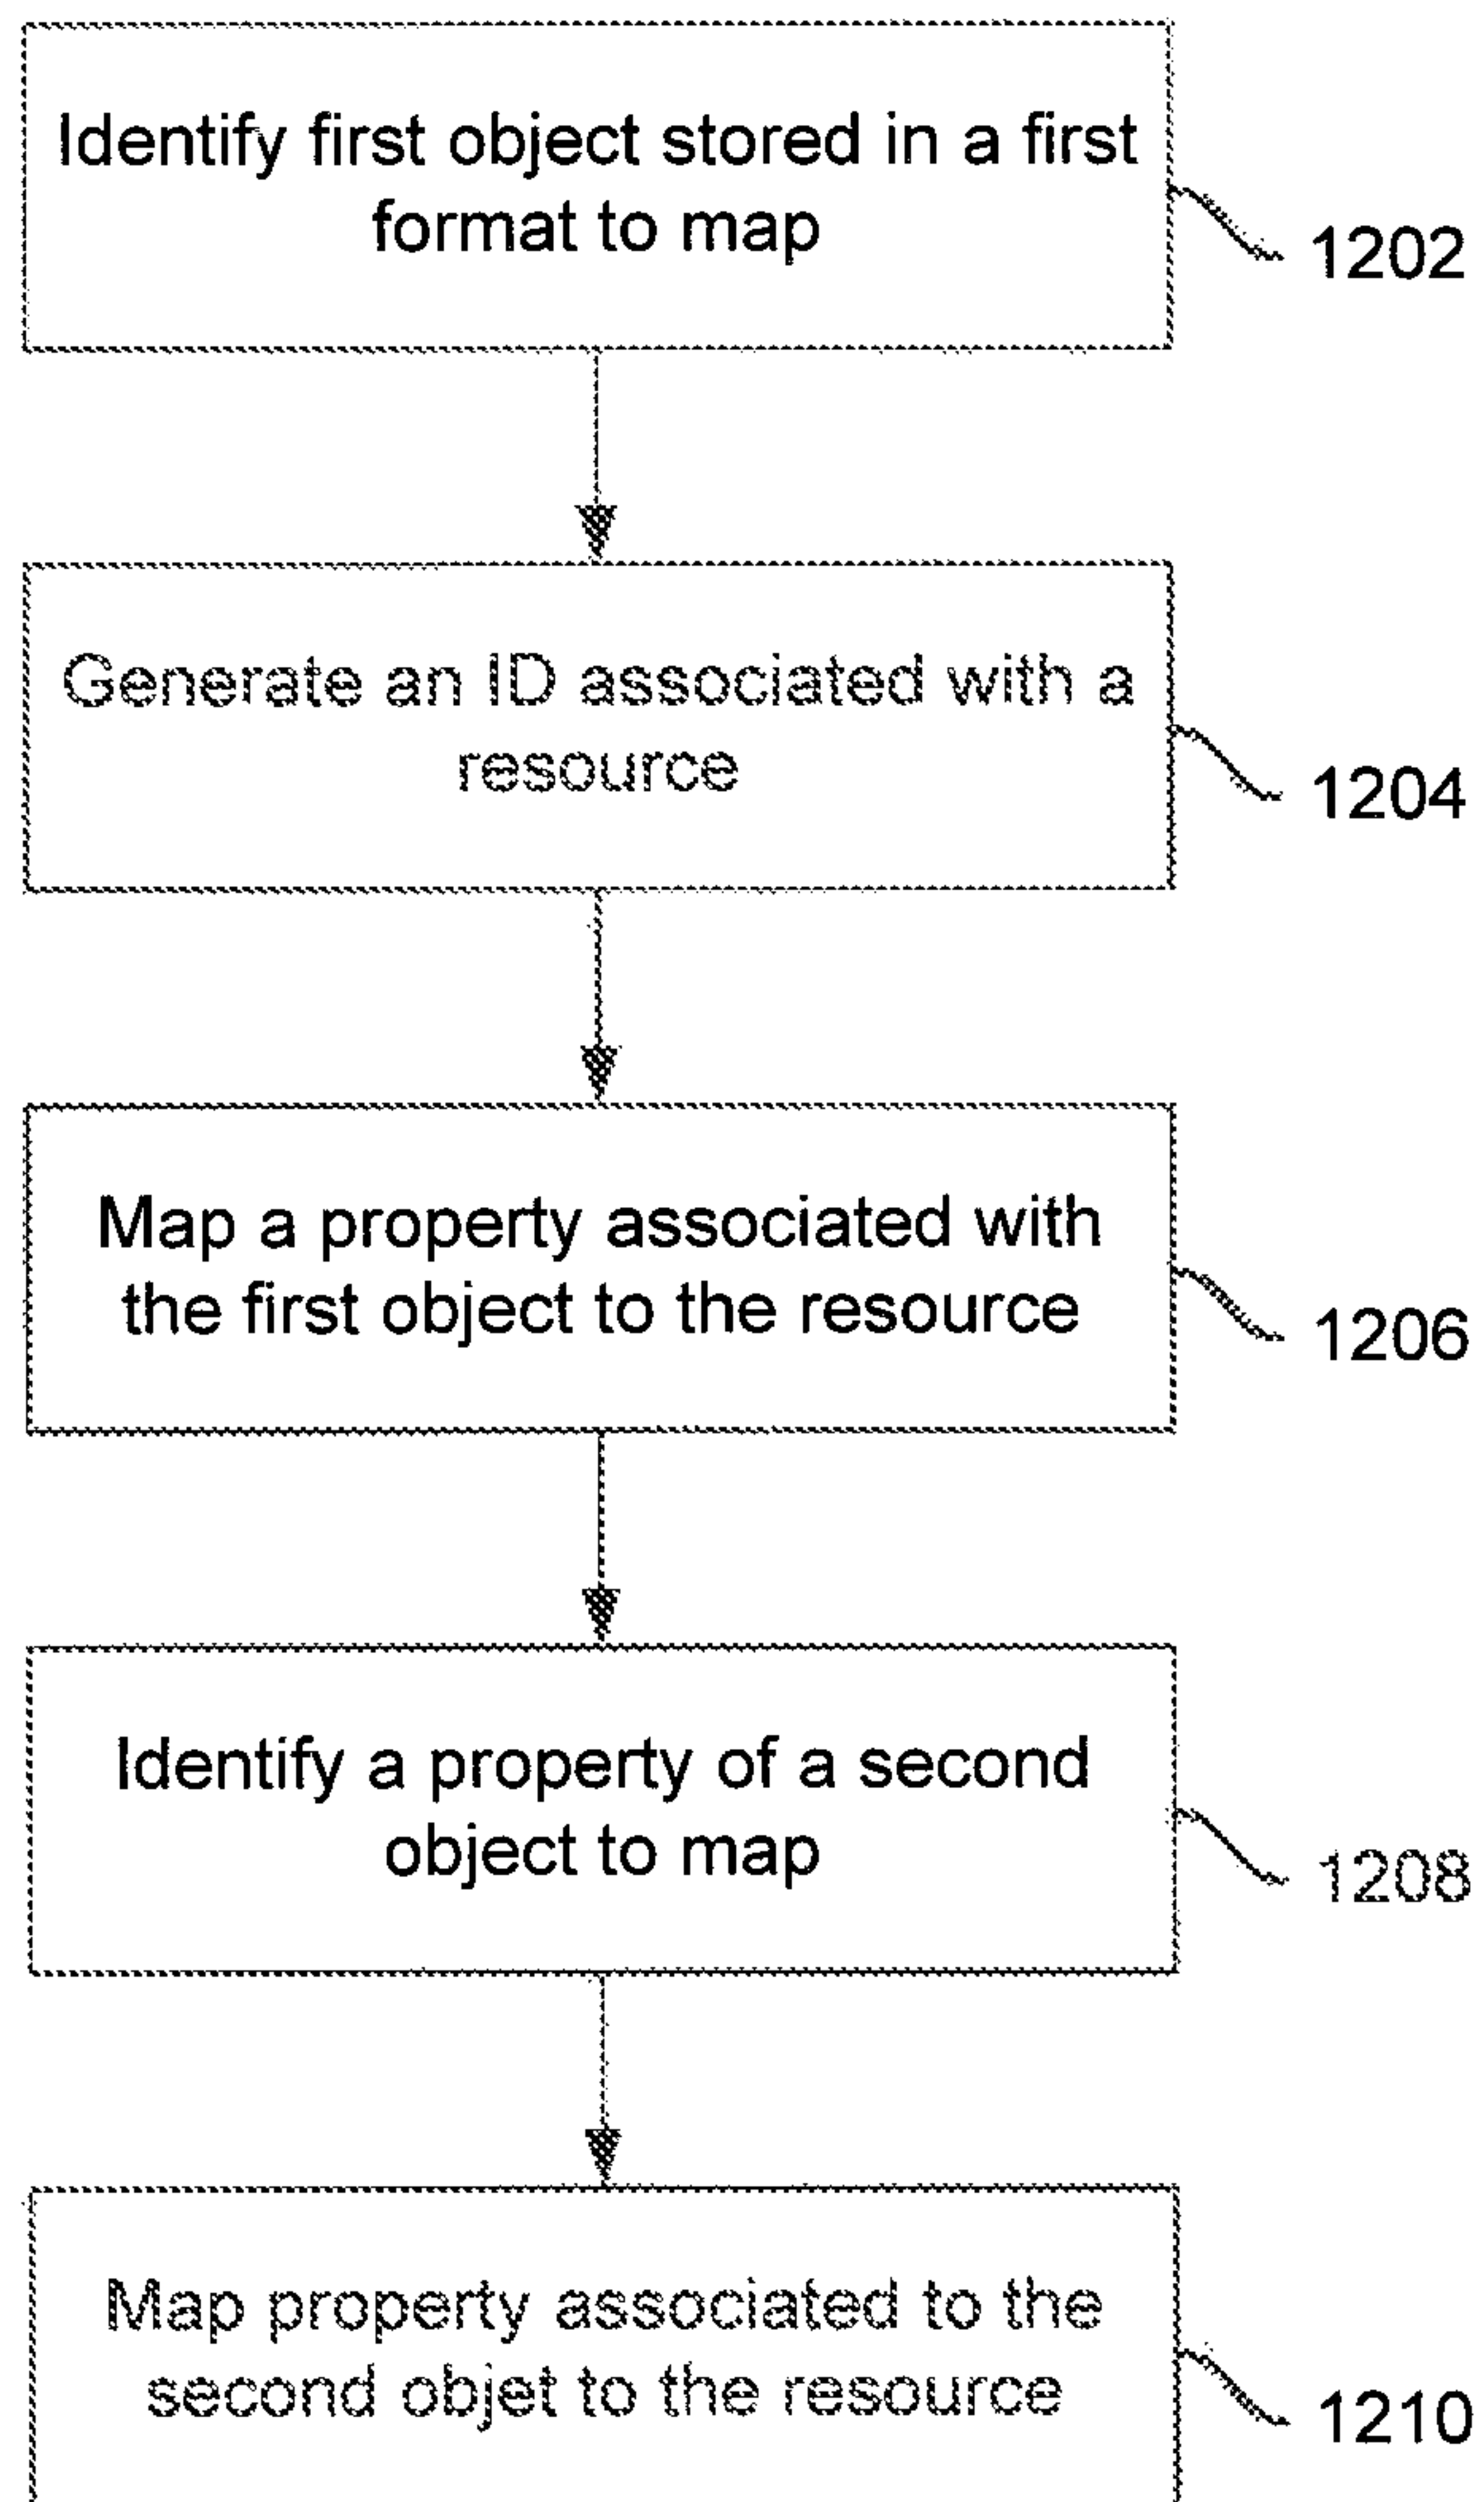 Identify first object stored in a first
format to map
1202
Generate an ID associated with a
resource
1204
Map a property associated with
the first object to the resource
1206
Identify a property of a second
object to map
1208
Map property associated to the
second objet to the resource
1210